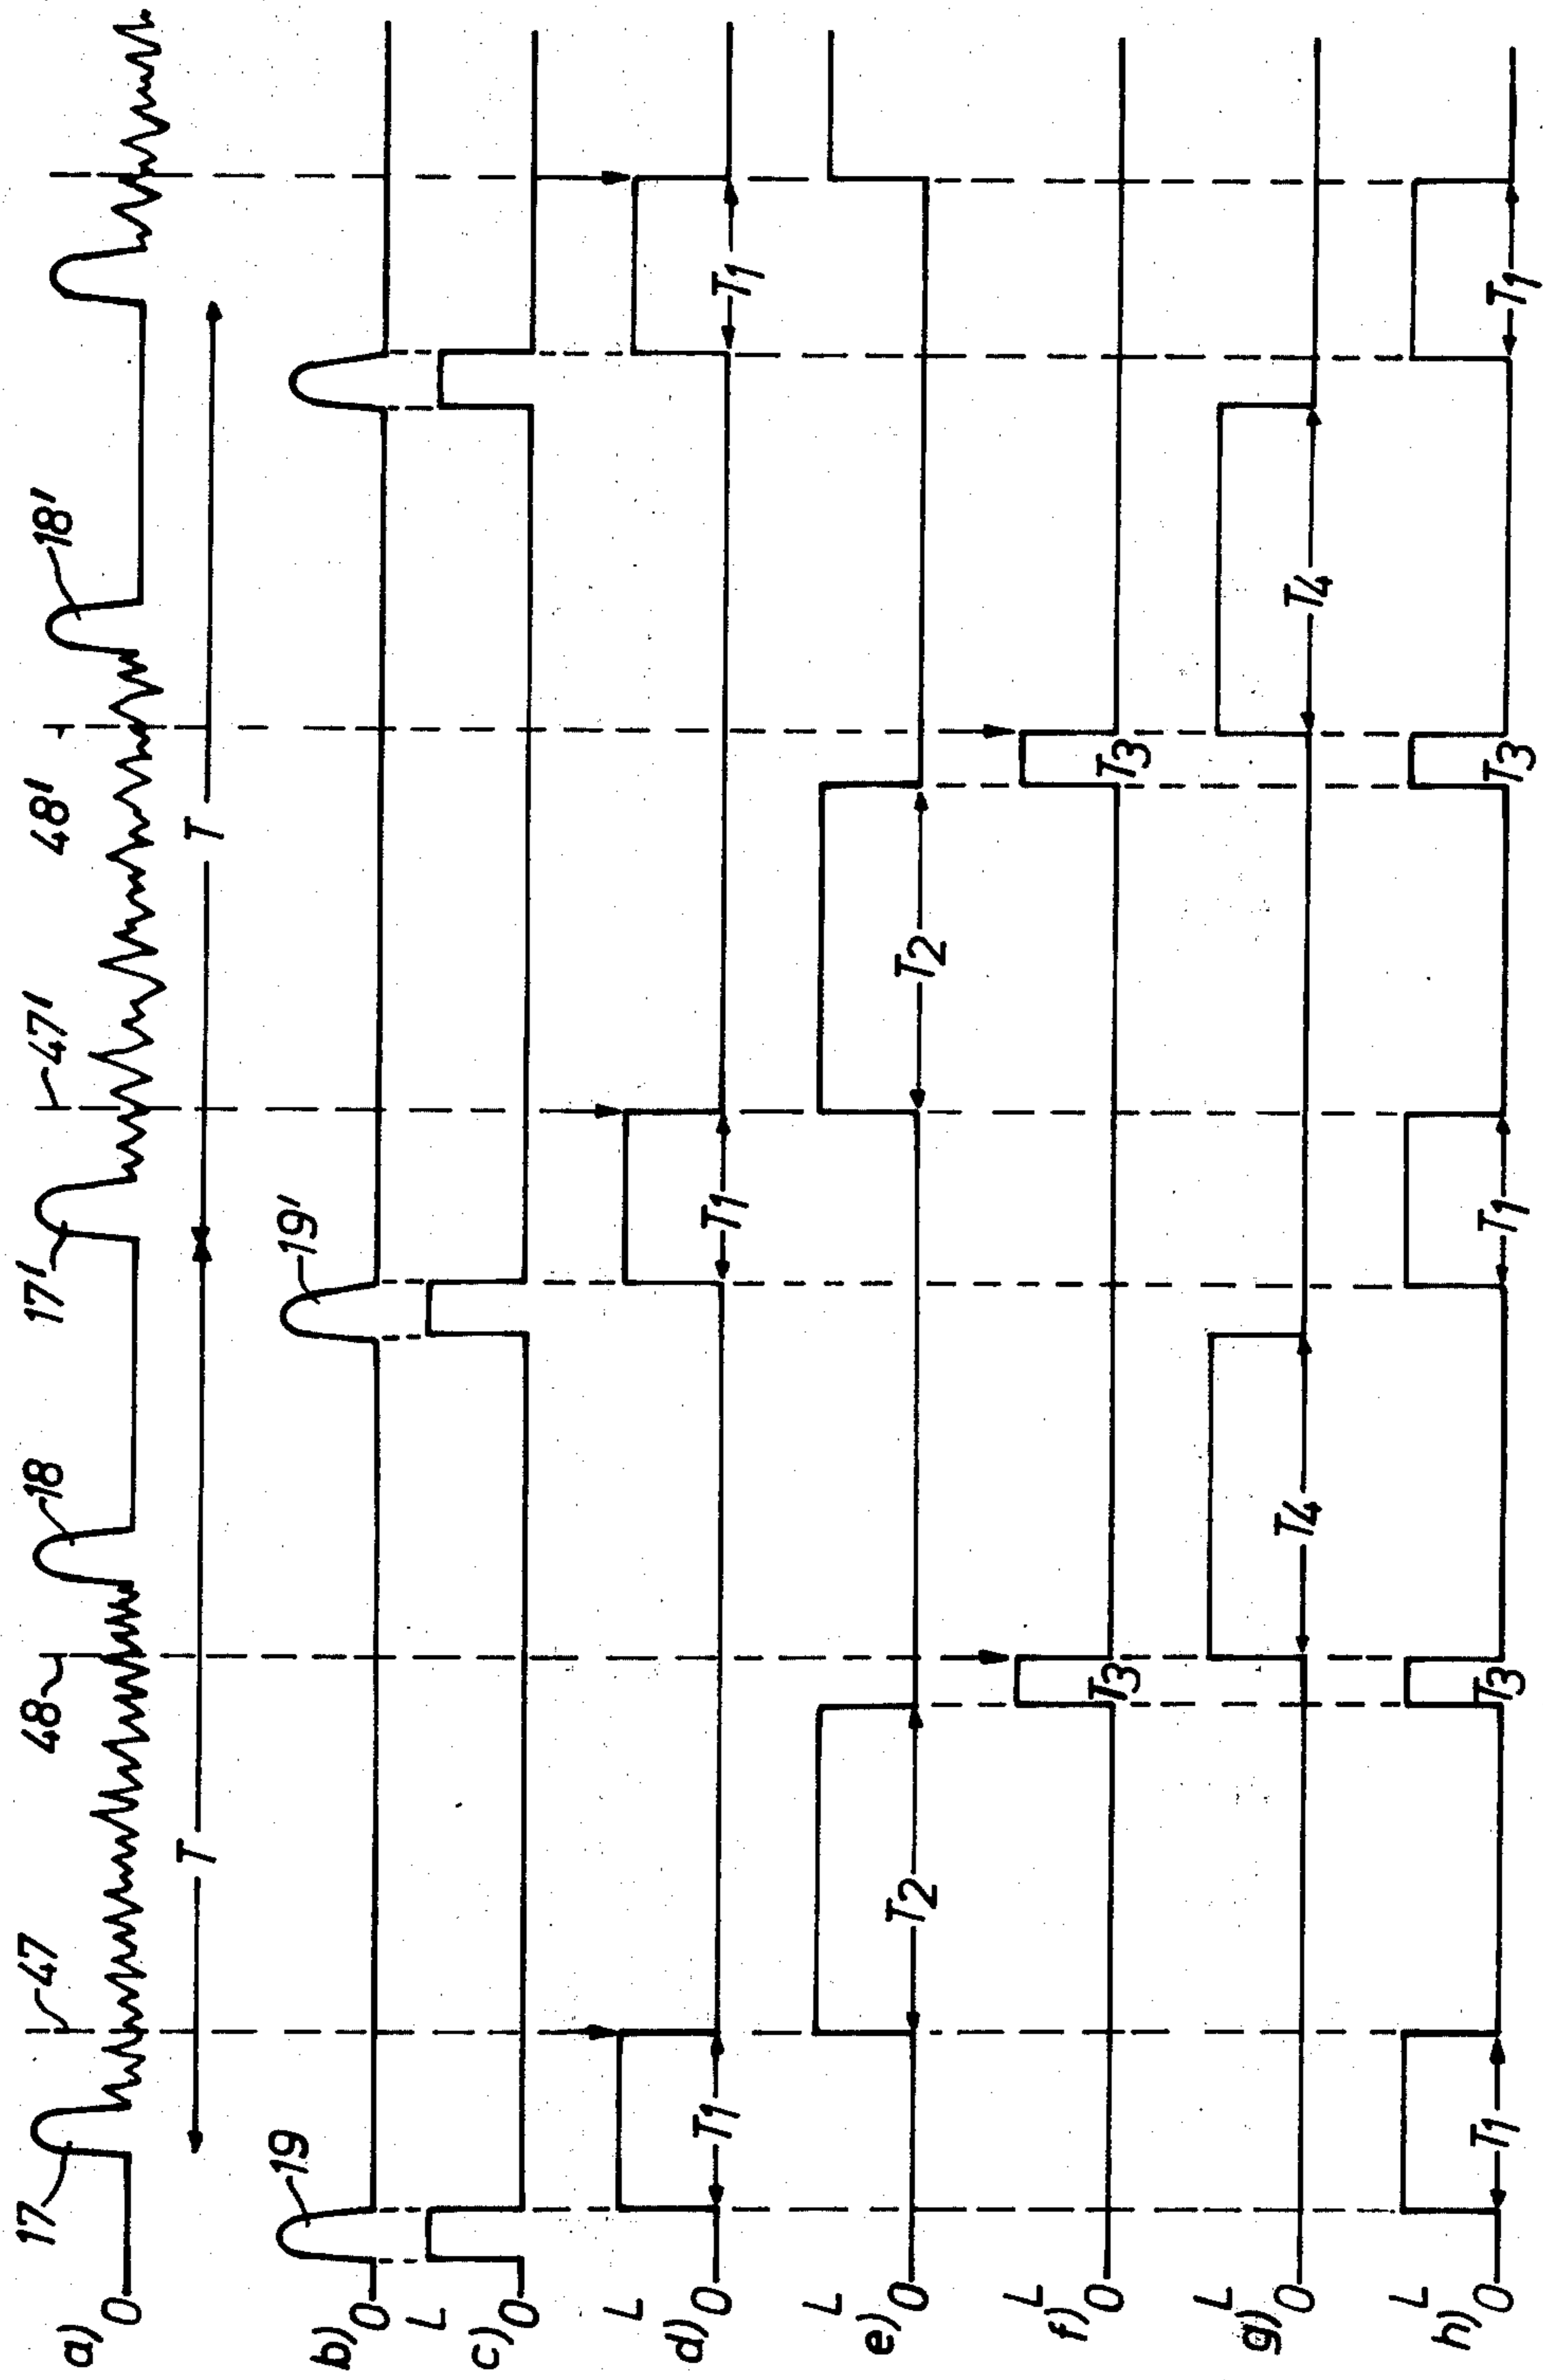 a) 0 17 47 48 18 17' 47' 48' 18'
T T
b) 0 19 19'
c) L 0
d) L 0 T1 T1 T1
e) L 0 T2 T2
f) L 0 T3 T3
g) L 0 T4 T4
h) L 0 T1 T3 T1 T3 T1